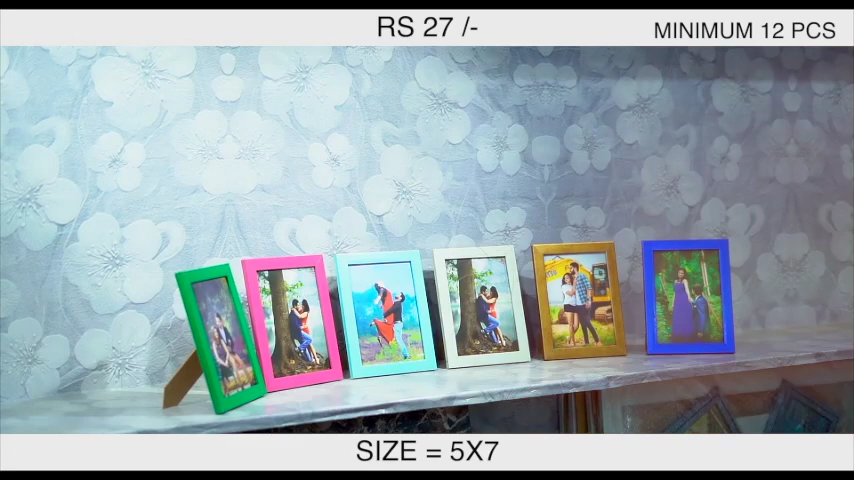 RS 27 /-
MINIMUM 12 PCS
SIZE = 5X7